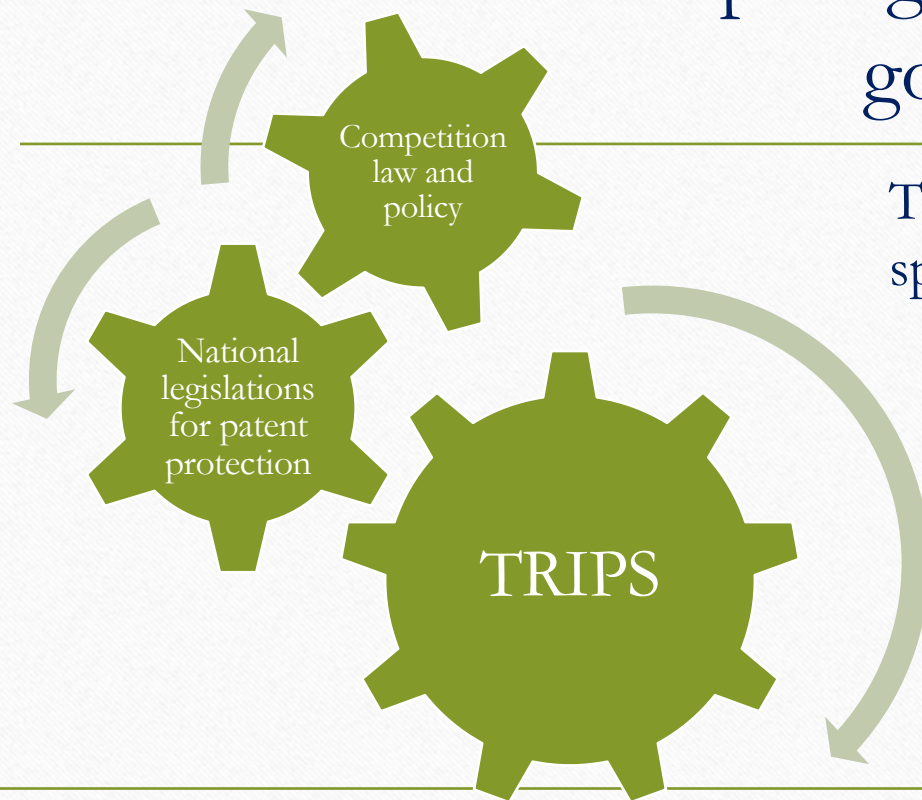 Competition
law and
policy
National
legislations
for patent
protection
TRIPS